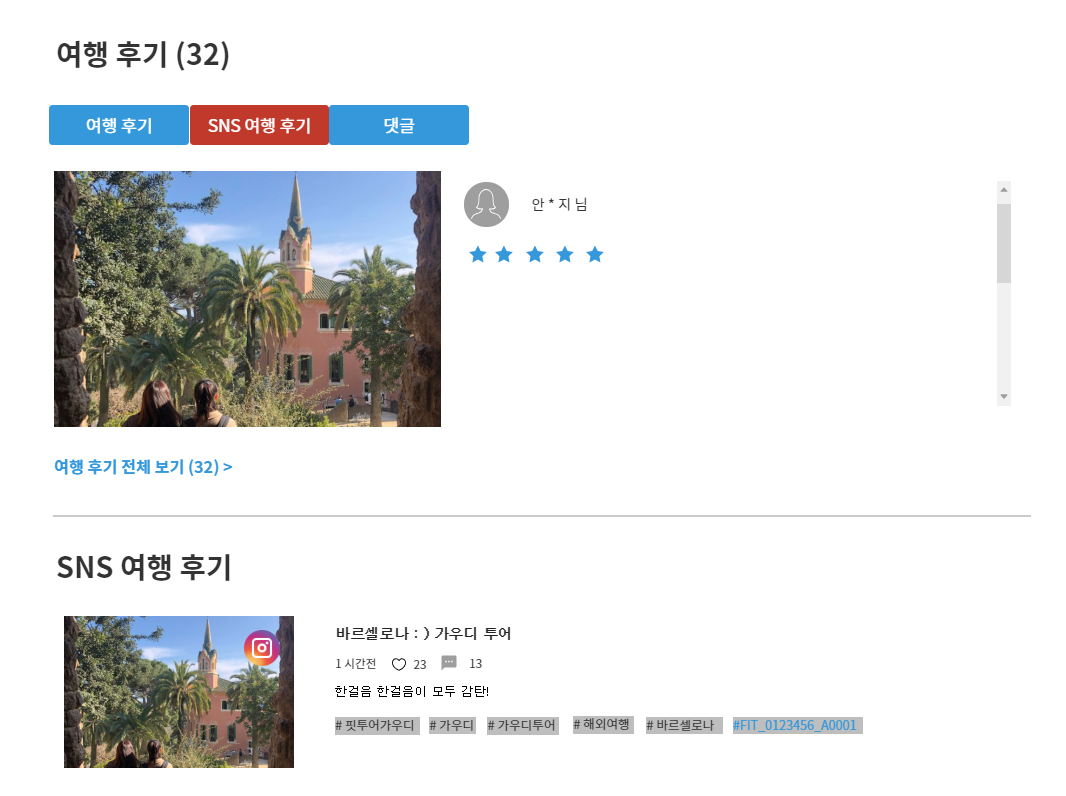 여행 후기 (32)
여행 후기 SNS 여행 후기 댓글
안 * 지 님
여행 후기 전체 보기 (32) >
SNS 여행 후기
바르셀로나 : ) 가우디 투어
1 시간전 23 13
한걸음 한걸음이 모두 감탄!
# 핏투어가우디 # 가우디 # 가우디투어 # 해외여행 # 바르셀로나 #FIT_0123456_A0001